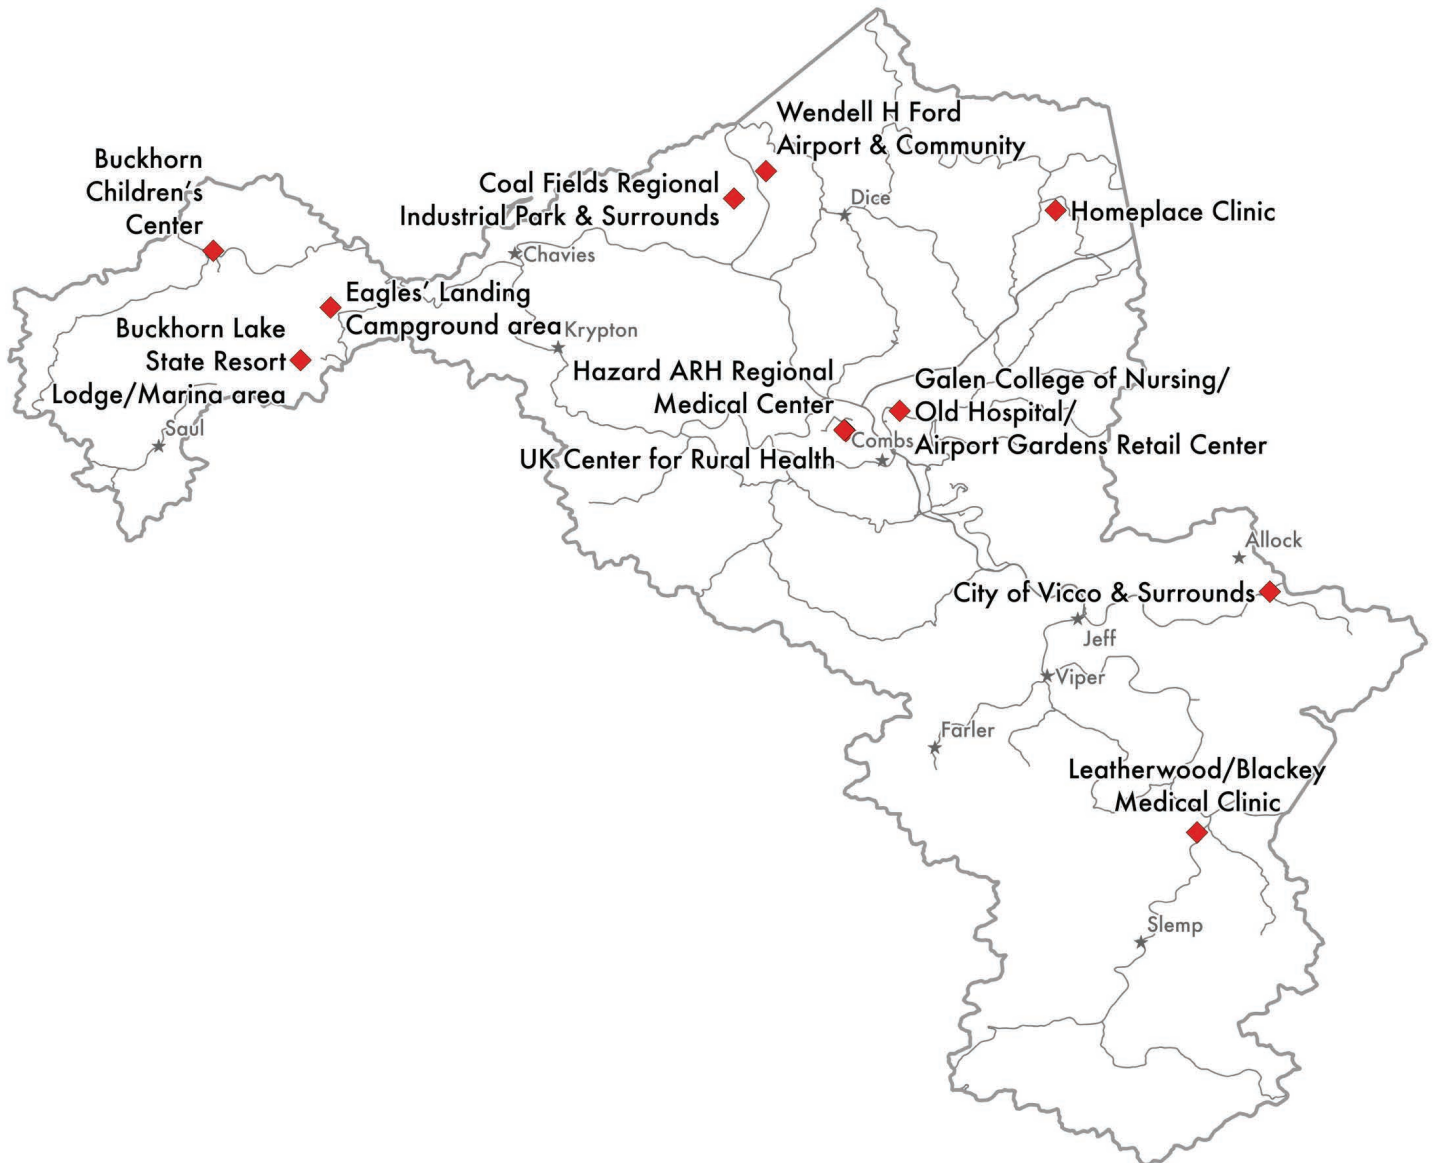 Wendell H Ford
Airport & Community
Buckhorn
Children's
Center
Coal Fields Regional
Industrial Park & Surrounds
Dice
Homeplace Clinic
Chavies
Eagles' Landing
Campground area
Krypton
Buckhorn Lake
State Resort
Lodge/Marina area
Hazard ARH Regional
Medical Center
Galen College of Nursing/
Old Hospital/
Airport Gardens Retail Center
Saul
Combs
UK Center for Rural Health
Allock
City of Vicco & Surrounds
Jeff
Viper
Farler
Leatherwood/Blackey
Medical Clinic
Slemp